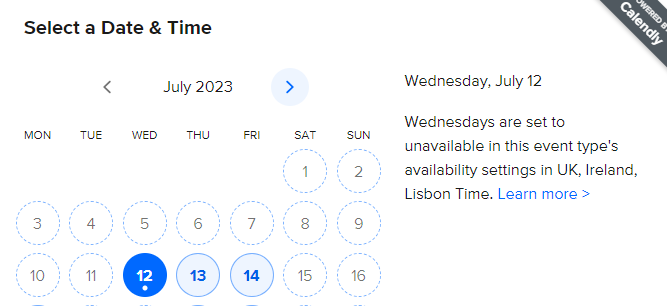 Select a Date & Time
POWERED BY
Calendly
July 2023
MON TUE WED THU FRI SAT SUN
1 2
3 4 5 6 7 8 9
10 11 12 13 14 15 16
Wednesday, July 12
Wednesdays are set to
unavailable in this event type's
availability settings in UK, Ireland,
Lisbon Time. Learn more >